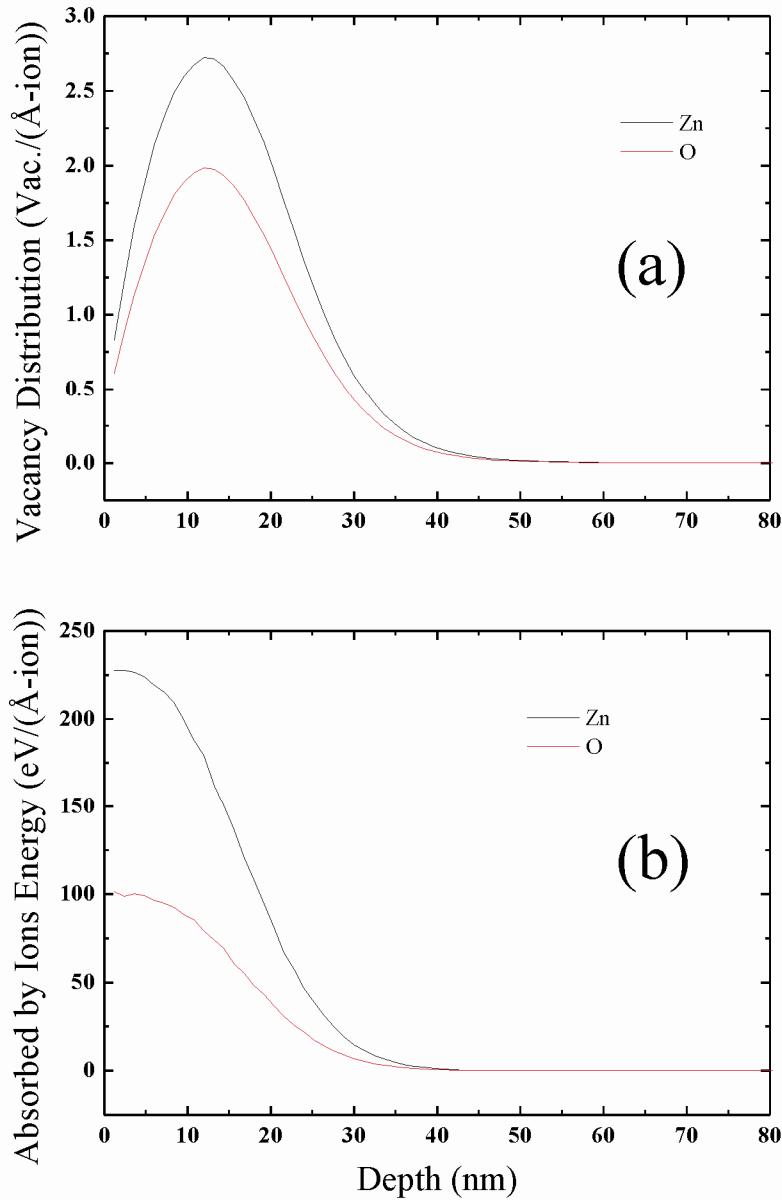 Vacancy Distribution (Vac./(Å-ion))
3.0
2.5
2.0
1.5
1.0
0.5
0.0
Zn
O
(a)
0 10 20 30 40 50 60 70 80
Absorbed by Ions Energy (eV/(Å-ion))
250
200
150
100
50
0
Zn
O
(b)
0 10 20 30 40 50 60 70 80
Depth (nm)